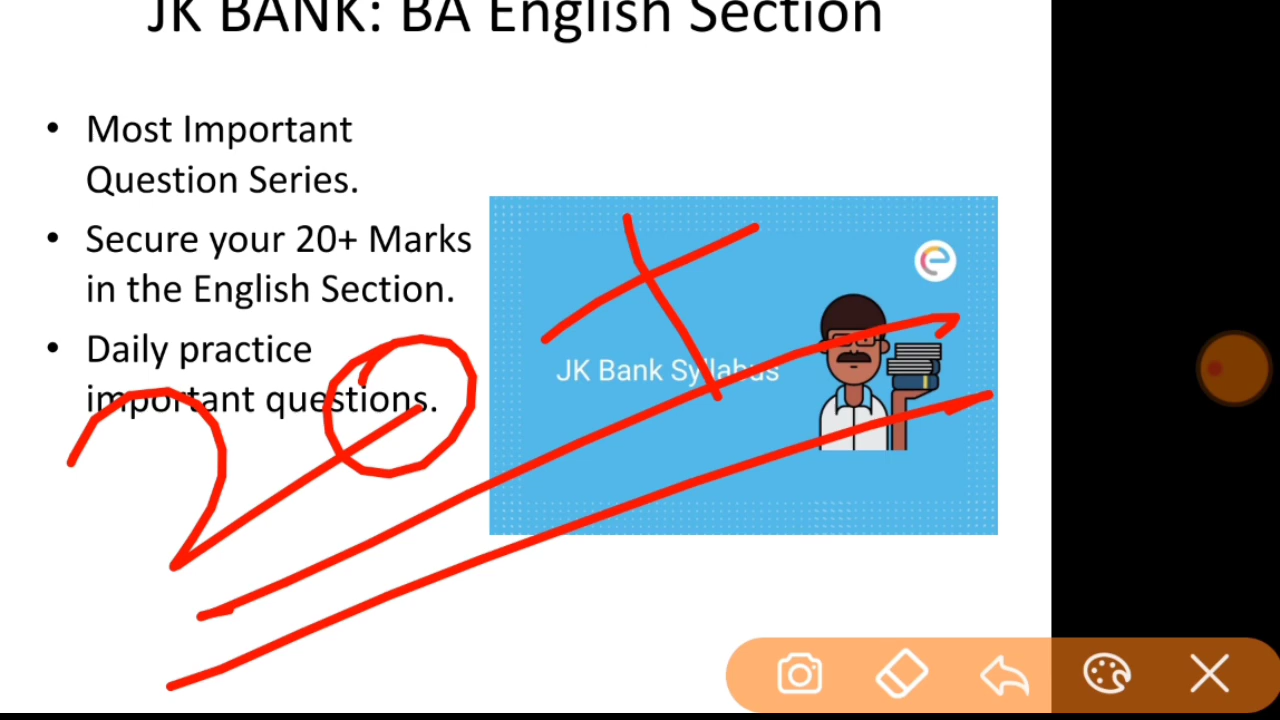 JK BANK: BA English Section
• Most Important
Question Series.
• Secure your 20+ Marks
in the English Section.
• Daily practice
important questions.
JK Bank Syllabus
e
20+